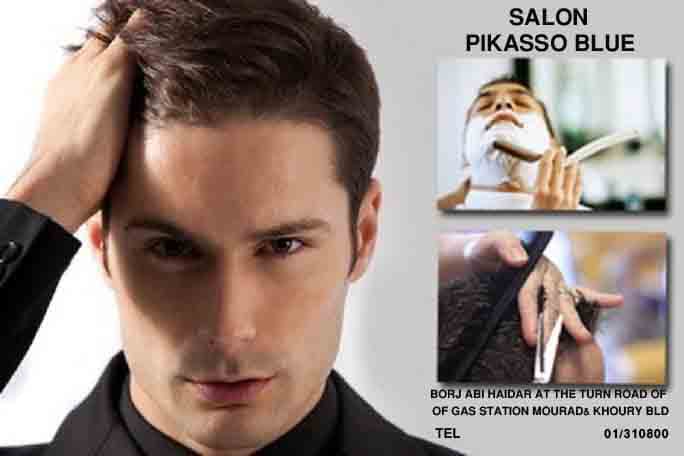 SALON
PIKASSO BLUE
BORJ ABI HAIDAR AT THE TURN ROAD OF
OF GAS STATION MOURAD& KHOURY BLD
TEL 01/310800